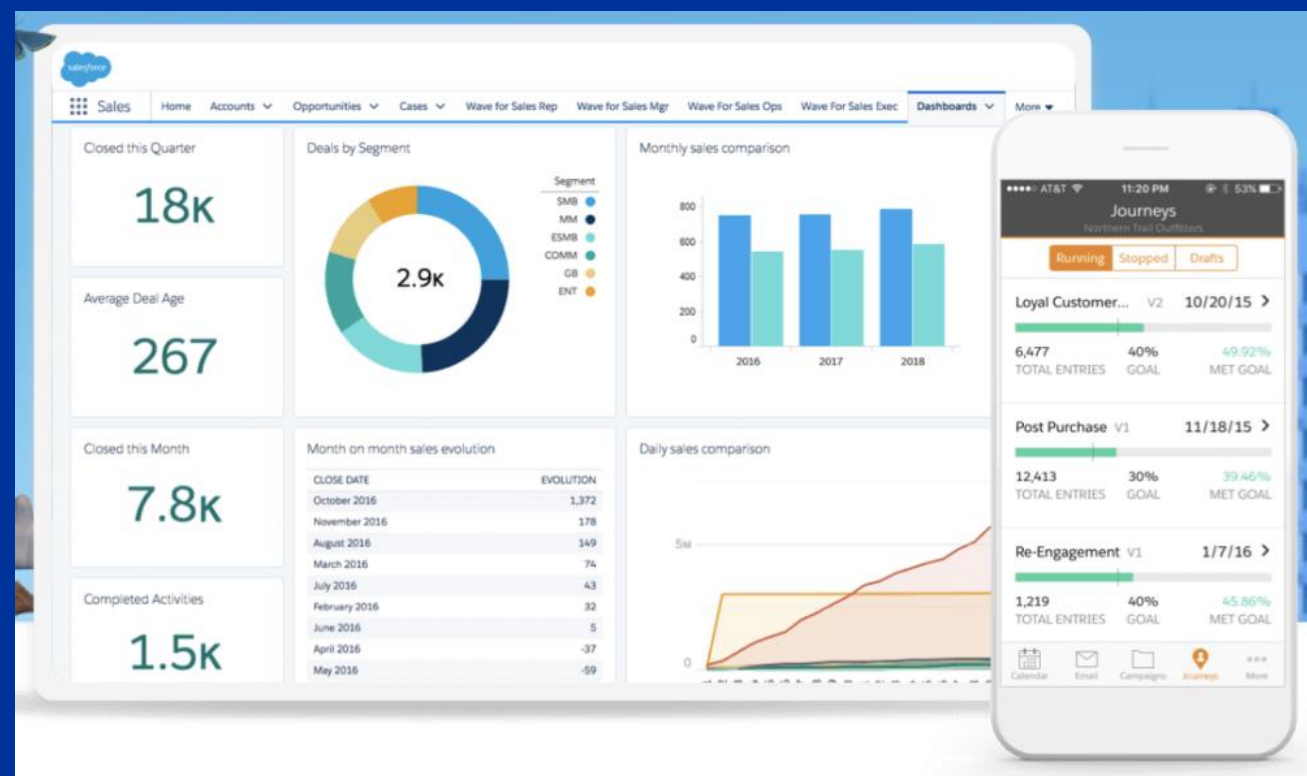 salesforce
Sales Home Accounts Opportunities Cases Wave for Sales Rep Wave for Sales Mgr Wave For Sales Ops Wave For Sales Exec Dashboards More
Closed this Quarter
18K
Average Deal Age
267
Closed this Month
7.8K
Completed Activities
1.5K
Deals by Segment
2.9K
Segment
SMB
MM
ESMB
COMM
GB
ENT
Monthly sales comparison
800
600
400
200
0
2016 2017 2018
Month on month sales evolution
CLOSE DATE EVOLUTION
October 2016 1,372
November 2016 178
August 2016 149
March 2016 74
July 2016 43
February 2016 32
June 2016 5
April 2016 -37
May 2016 -59
Daily sales comparison
5M
0
AT&T 11:20 PM 53%
Journeys
Northern Trail Outfitters
Running Stopped Drafts
Loyal Customer... V2 10/20/15
6,477 40% 49.92%
TOTAL ENTRIES GOAL MET GOAL
Post Purchase V1 11/18/15
12,413 30% 39.46%
TOTAL ENTRIES GOAL MET GOAL
Re-Engagement V1 1/7/16
1,219 40% 45.86%
TOTAL ENTRIES GOAL MET GOAL
Calendar Email Campaigns Journeys More